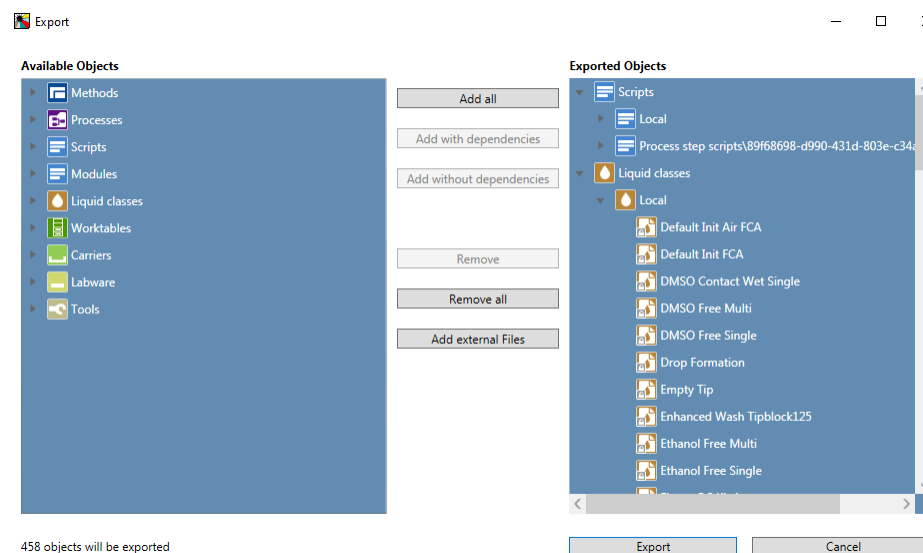 Export
Available Objects
Methods
Processes
Scripts
Modules
Liquid classes
Worktables
Carriers
Labware
Tools
Add all
Add with dependencies
Add without dependencies
Remove
Remove all
Add external Files
Exported Objects
Scripts
Local
Process step scripts\89f68698-d990-431d-803e-c34a
Liquid classes
Local
Default Init Air FCA
Default Init FCA
DMSO Contact Wet Single
DMSO Free Multi
DMSO Free Single
Drop Formation
Empty Tip
Enhanced Wash Tipblock125
Ethanol Free Multi
Ethanol Free Single
458 objects will be exported
Export
Cancel